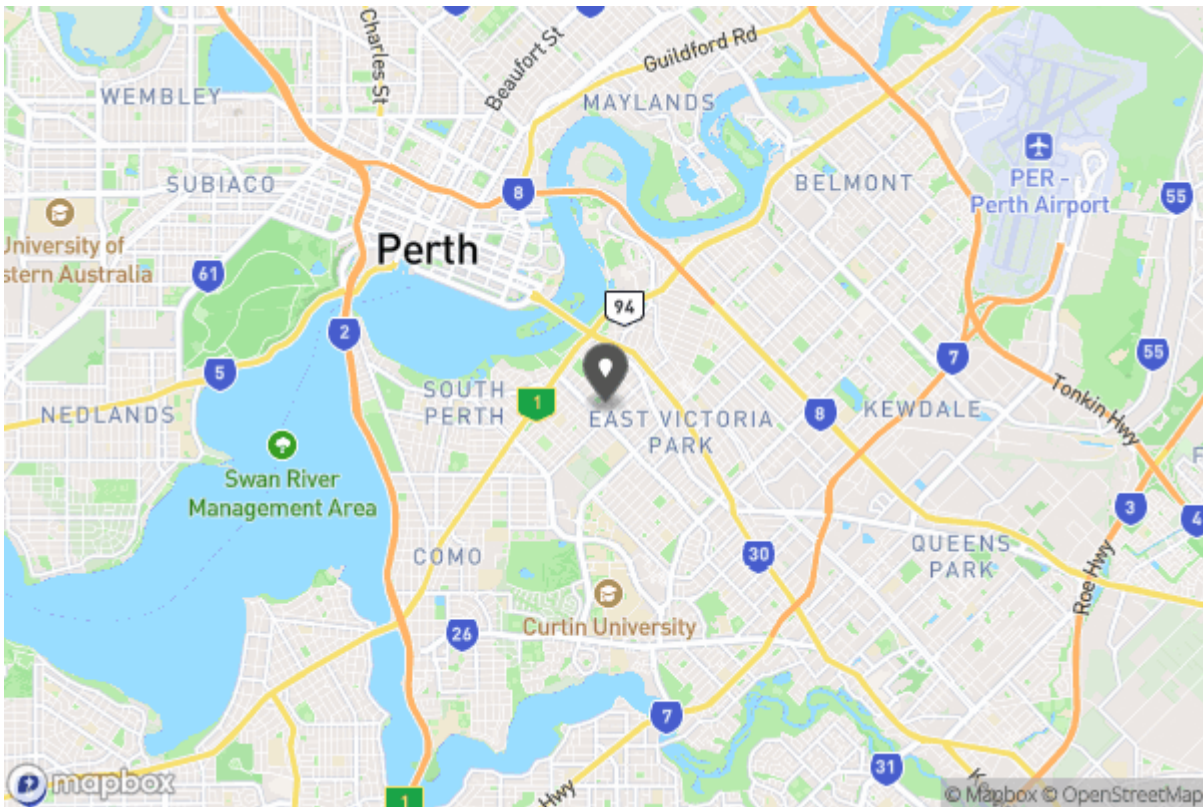 Charles St
Beaufort St
Guildford Rd
WEMBLEY
MAYLANDS
SUBIACO
8
BELMONT
PER -
Perth Airport
55
University of
stern Australia
Perth
61
94
2
5
7
55
NEDLANDS
SOUTH
PERTH
1
EAST VICTORIA
PARK
8
KEWDALE
Tonkin Hwy
Swan River
Management Area
3
4
COMO
30
QUEENS
PARK
Roe Hwy
Curtin University
26
7
31
mapbox
1
Hwy
© Mapbox © OpenStreetMap